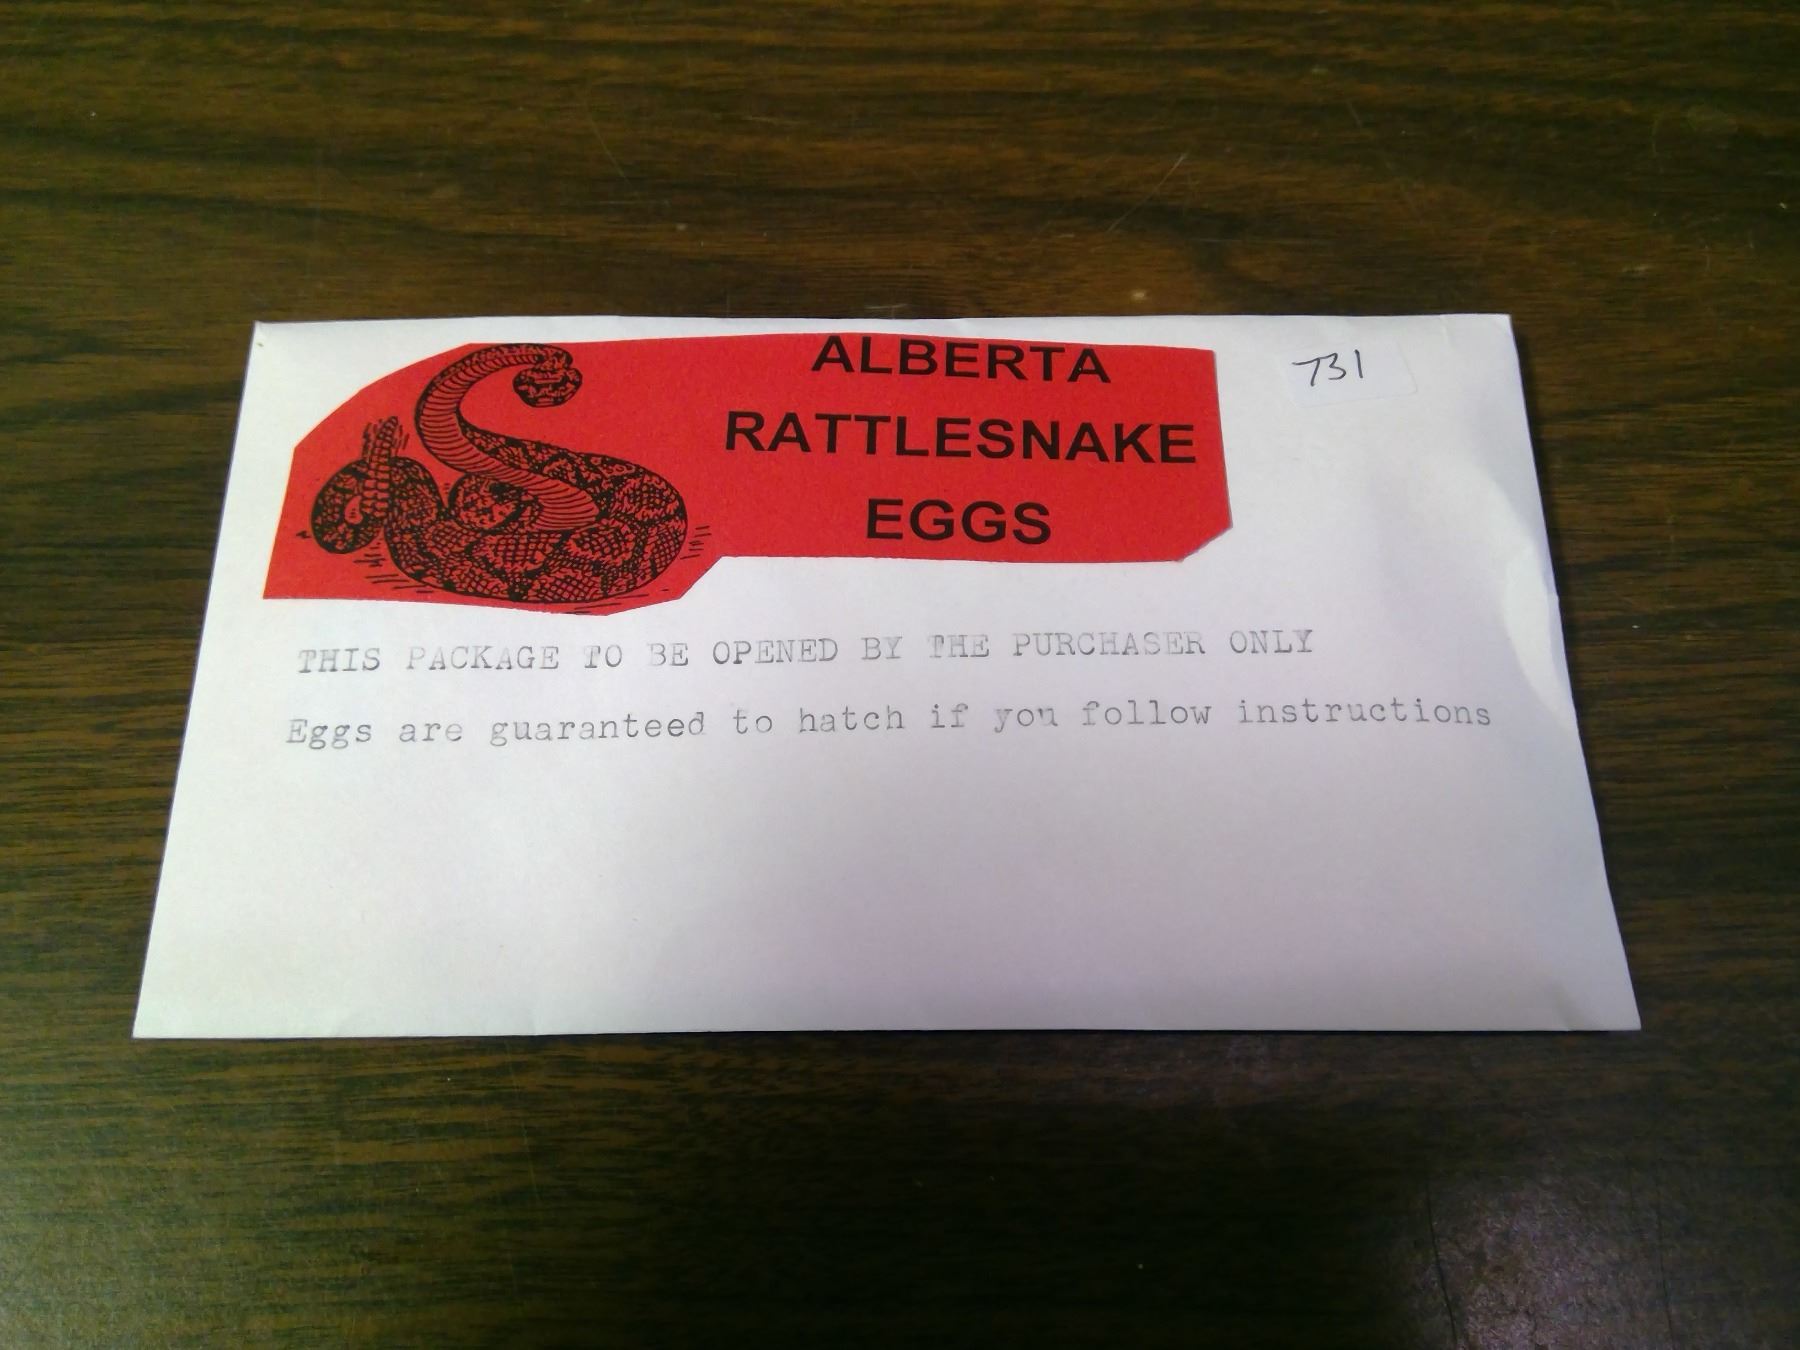 ALBERTA
RATTLESNAKE
EGGS
731
THIS PACKAGE TO BE OPENED BY THE PURCHASER ONLY
Eggs are guaranteed to hatch if you follow instructions